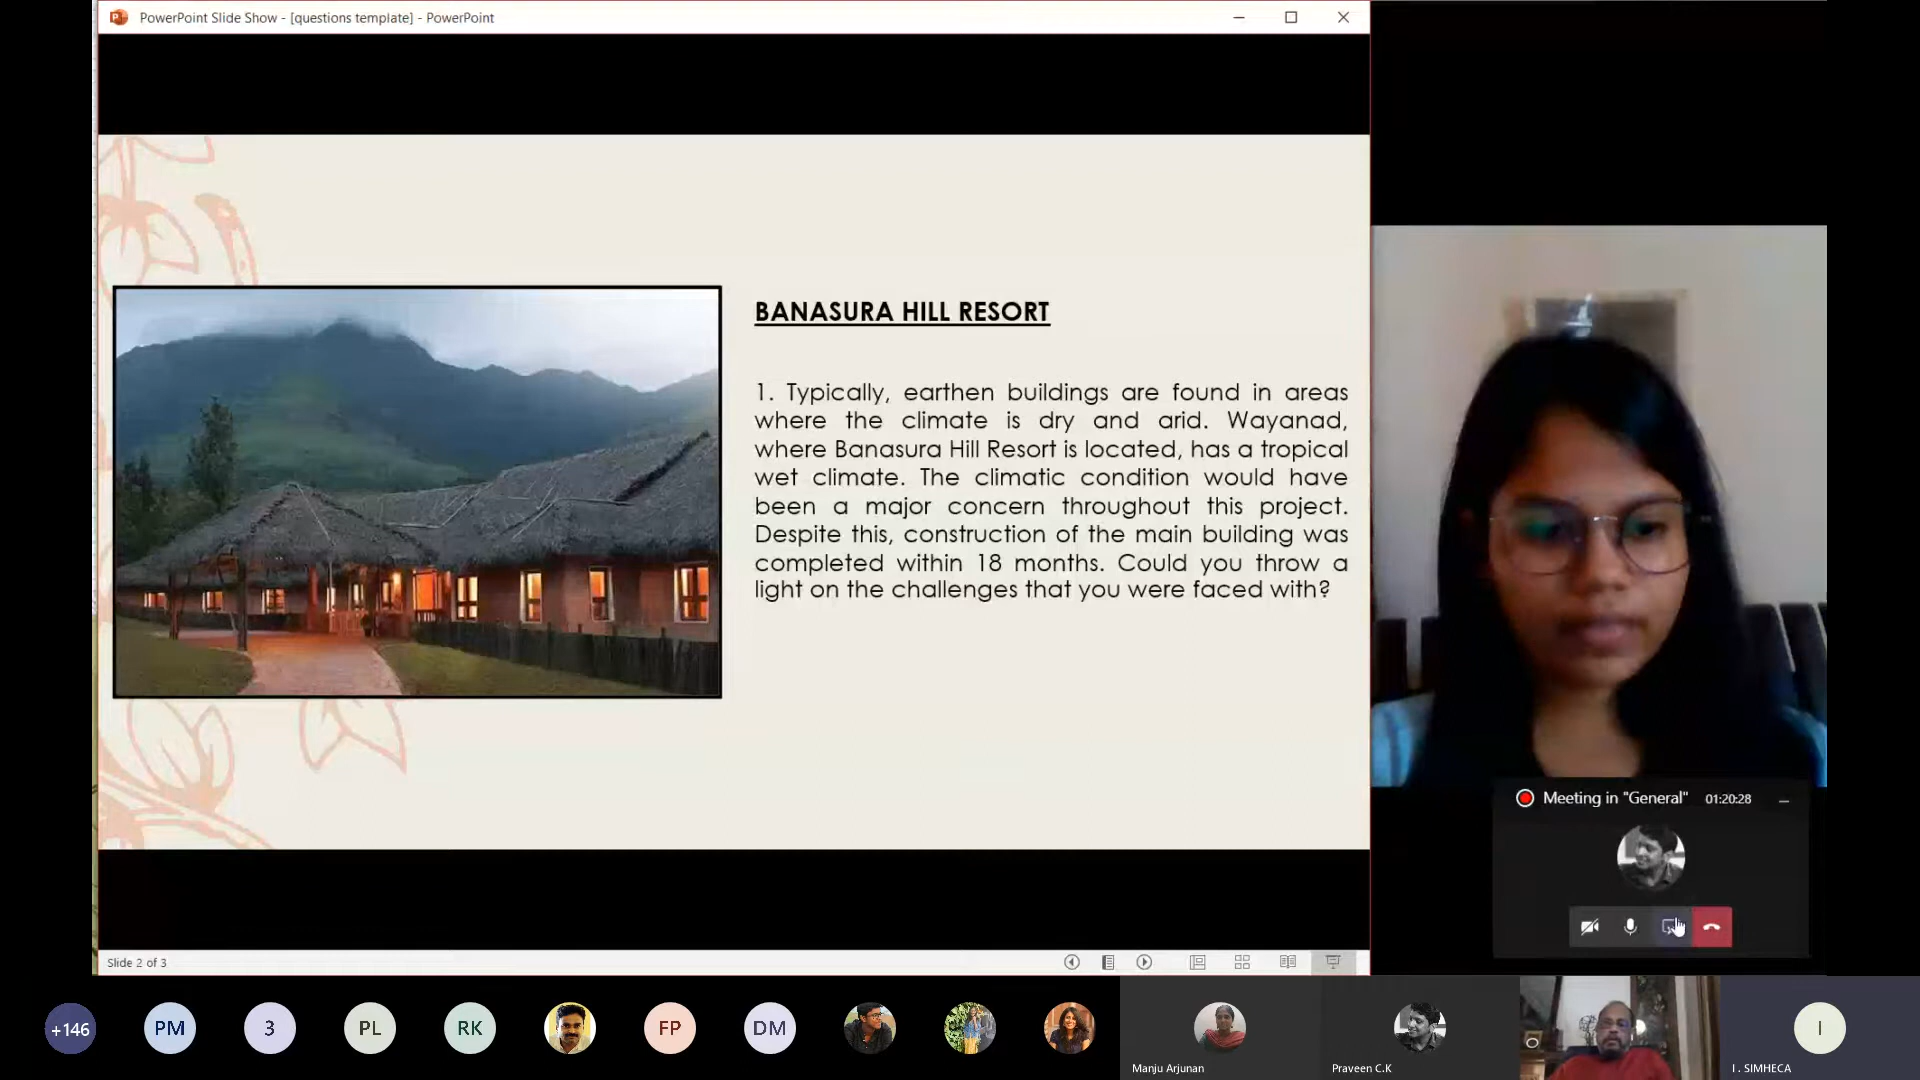 PowerPoint Slide Show - [questions template] - PowerPoint
BANASURA HILL RESORT
1. Typically, earthen buildings are found in areas
where the climate is dry and arid. Wayanad,
where Banasura Hill Resort is located, has a tropical
wet climate. The climatic condition would have
been a major concern throughout this project.
Despite this, construction of the main building was
completed within 18 months. Could you throw a
light on the challenges that you were faced with?
Meeting in "General" 01:20:28
Slide 2 of 3
+146 PM 3 PL RK FP DM I
Manju Arjunan Praveen C.K I . SIMHECA